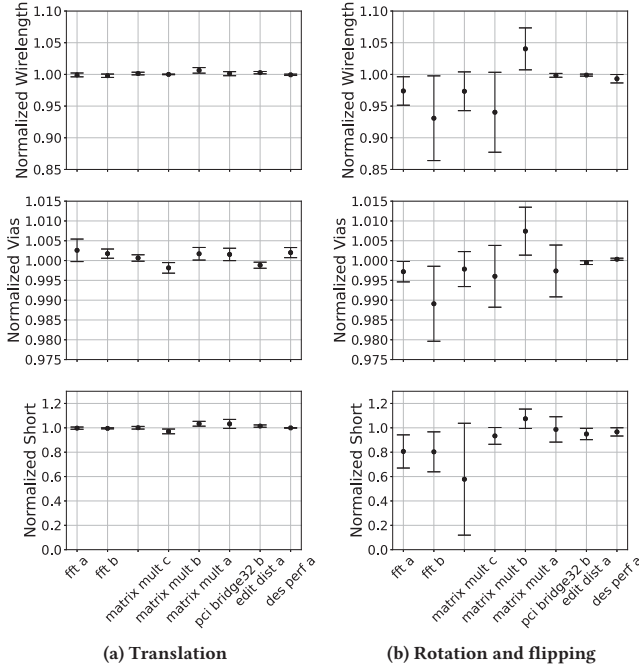 Normalized Wirelength
1.10
1.05
1.00
0.95
0.90
0.85
Normalized Wirelength
1.10
1.05
1.00
0.95
0.90
0.85
Normalized Vias
1.015
1.010
1.005
1.000
0.995
0.990
0.985
0.980
0.975
Normalized Vias
1.015
1.010
1.005
1.000
0.995
0.990
0.985
0.980
0.975
Normalized Short
1.2
1.0
0.8
0.6
0.4
0.2
0.0
Normalized Short
1.2
1.0
0.8
0.6
0.4
0.2
0.0
fft a
fft b
matrix mult c
matrix mult b
matrix mult a
pci bridge32 b
edit dist a
des perf a
fft a
fft b
matrix mult c
matrix mult b
matrix mult a
pci bridge32 b
edit dist a
des perf a
(a) Translation
(b) Rotation and flipping